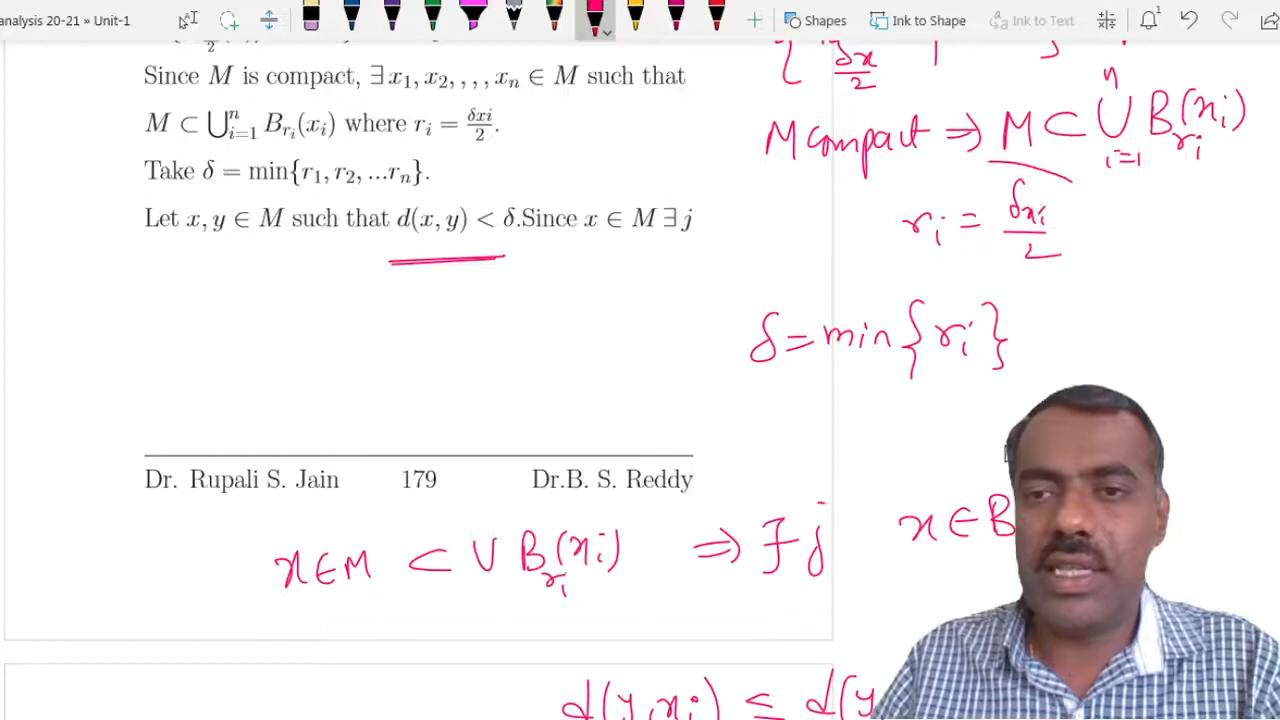 analysis 20-21 » Unit-1
Shapes
Ink to Shape
Ink to Text
Since M is compact, ∃ x₁, x₂, , , , xₙ ∈ M such that
M ⊂ ⋃ⁿᵢ₌₁ B_{rᵢ}(xᵢ) where rᵢ = δxi/2.
Take δ = min{r₁, r₂, ...rₙ}.
Let x, y ∈ M such that d(x, y) < δ.Since x ∈ M ∃ j
Dr. Rupali S. Jain 179 Dr.B. S. Reddy
δx/2
M compact ⇒ M ⊂ ⋃ⁿᵢ₌₁ B_{rᵢ}(xᵢ)
rᵢ = δxi/2
δ = min{rᵢ}
x ∈ M ⊂ ∪ B_{rᵢ}(xᵢ) ⇒ ∃ j x ∈ B
d(y, xᵢ) ≤ d(y